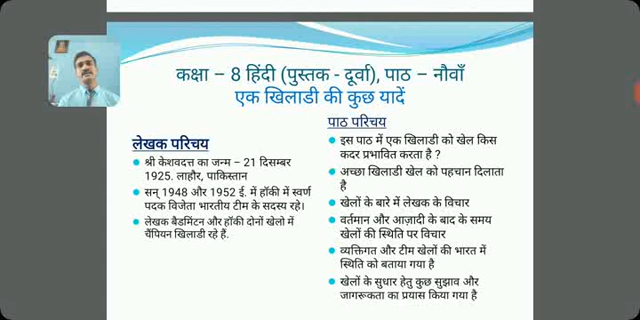 कक्षा – 8 हिंदी (पुस्तक - दूर्वा), पाठ – नौवाँ
एक खिलाडी की कुछ यादें
लेखक परिचय
श्री केशवदत्त का जन्म – 21 दिसम्बर
1925. लाहौर, पाकिस्तान
सन् 1948 और 1952 ई. में हॉकी में स्वर्ण
पदक विजेता भारतीय टीम के सदस्य रहे।
लेखक बैडमिंटन और हॉकी दोनों खेलो में
चैंपियन खिलाडी रहे हैं.
पाठ परिचय
इस पाठ में एक खिलाडी को खेल किस
कदर प्रभावित करता है ?
अच्छा खिलाडी खेल को पहचान दिलाता
है
खेलों के बारे में लेखक के विचार
वर्तमान और आज़ादी के बाद के समय
खेलों की स्थिति पर विचार
व्यक्तिगत और टीम खेलों की भारत में
स्थिति को बताया गया है
खेलों के सुधार हेतु कुछ सुझाव और
जागरूकता का प्रयास किया गया है